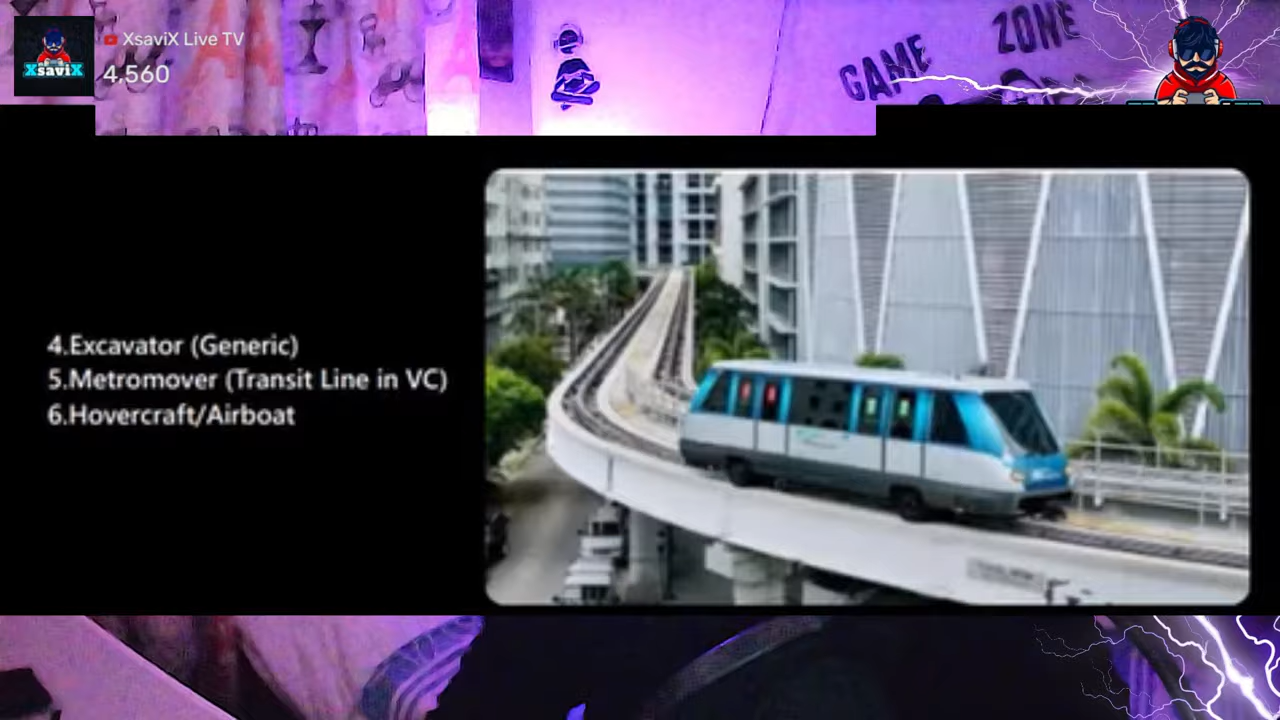 XsaviX
XsaviX Live TV
4,560
GAME
ZONE
4.Excavator (Generic)
5.Metromover (Transit Line in VC)
6.Hovercraft/Airboat